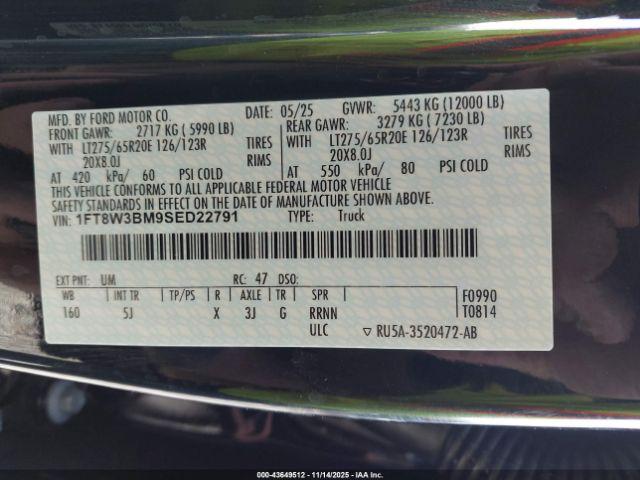 MFD. BY FORD MOTOR CO.
DATE: 05/25 GVWR: 5443 KG (12000 LB)
FRONT GAWR: 2717 KG (5990 LB) REAR GAWR: 3279 KG (7230 LB)
WITH LT275/65R20E 126/123R TIRES WITH LT275/65R20E 126/123R TIRES
20X8.0J RIMS 20X8.0J RIMS
AT 420 kPa/ 60 PSI COLD AT 550 kPa/ 80 PSI COLD
THIS VEHICLE CONFORMS TO ALL APPLICABLE FEDERAL MOTOR VEHICLE
SAFETY STANDARDS IN EFFECT ON THE DATE OF MANUFACTURE SHOWN ABOVE.
VIN: 1FT8W3BM9SED22791 TYPE: Truck
EXT PNT: UM RC: 47 DSO:
WB INT TR TP/PS R AXLE TR SPR F0990
160 5J X 3J G RRNN T0814
ULC ▽ RU5A-3520472-AB
000-43649512 - 11/14/2025 - IAA Inc.